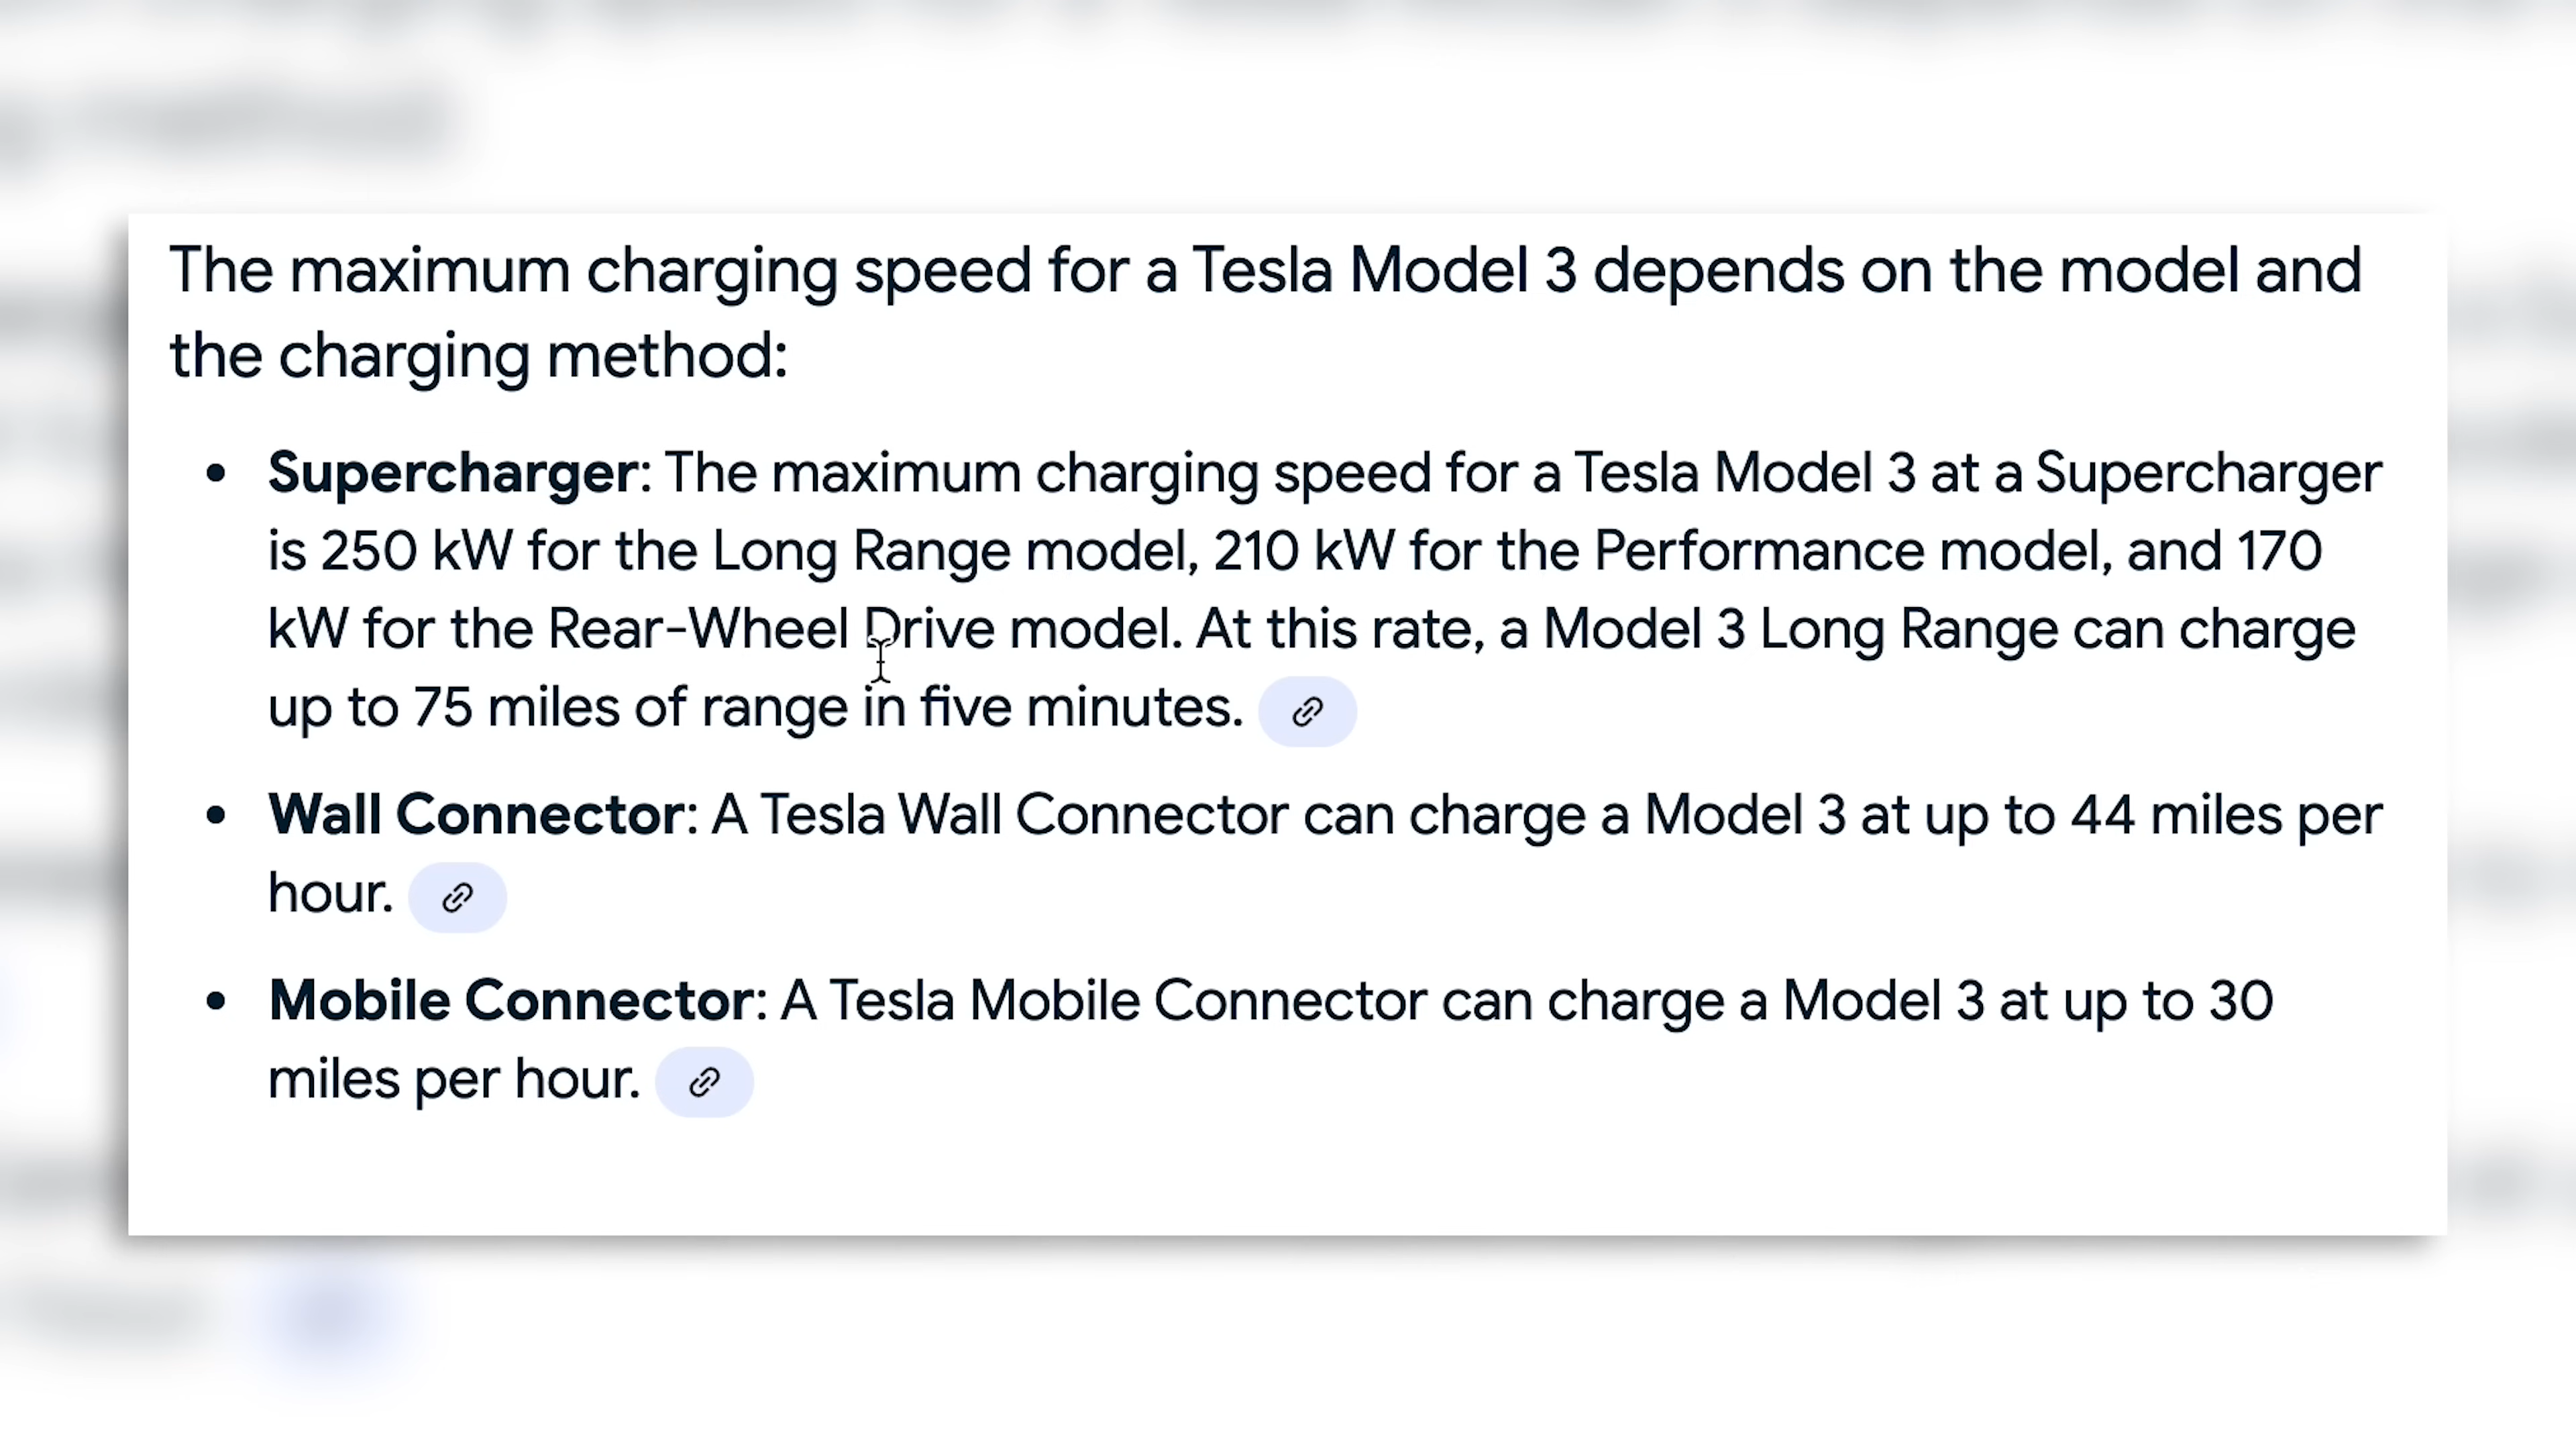 The maximum charging speed for a Tesla Model 3 depends on the model and
the charging method:
• Supercharger: The maximum charging speed for a Tesla Model 3 at a Supercharger
is 250 kW for the Long Range model, 210 kW for the Performance model, and 170
kW for the Rear-Wheel Drive model. At this rate, a Model 3 Long Range can charge
up to 75 miles of range in five minutes.
• Wall Connector: A Tesla Wall Connector can charge a Model 3 at up to 44 miles per
hour.
• Mobile Connector: A Tesla Mobile Connector can charge a Model 3 at up to 30
miles per hour.